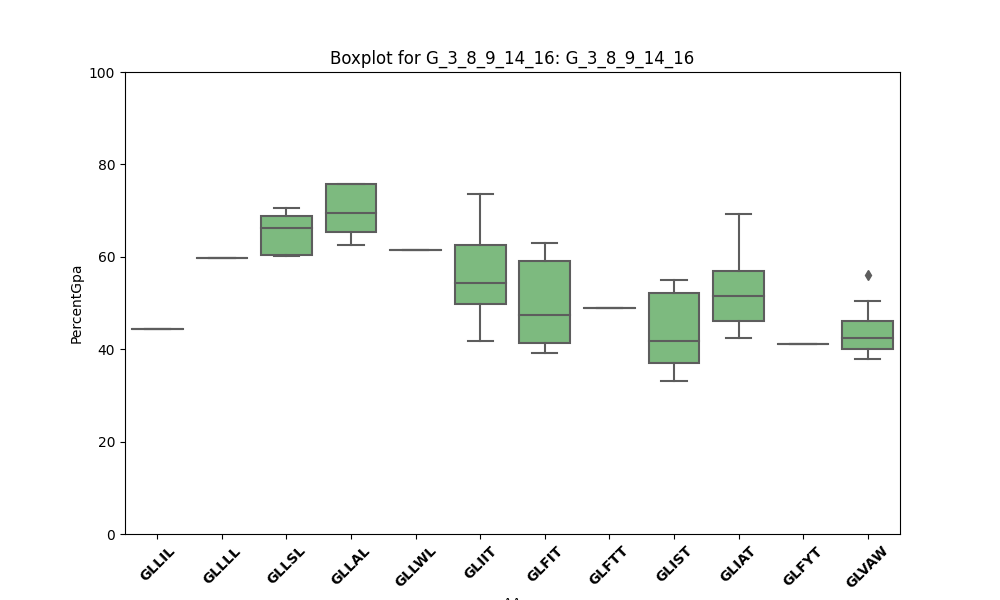 Boxplot for G_3_8_9_14_16: G_3_8_9_14_16
PercentGpa
100
80
60
40
20
0
GLLIL
GLLLL
GLLSL
GLLAL
GLLWL
GLIIT
GLFIT
GLFTT
GLIST
GLIAT
GLFYT
GLVAW